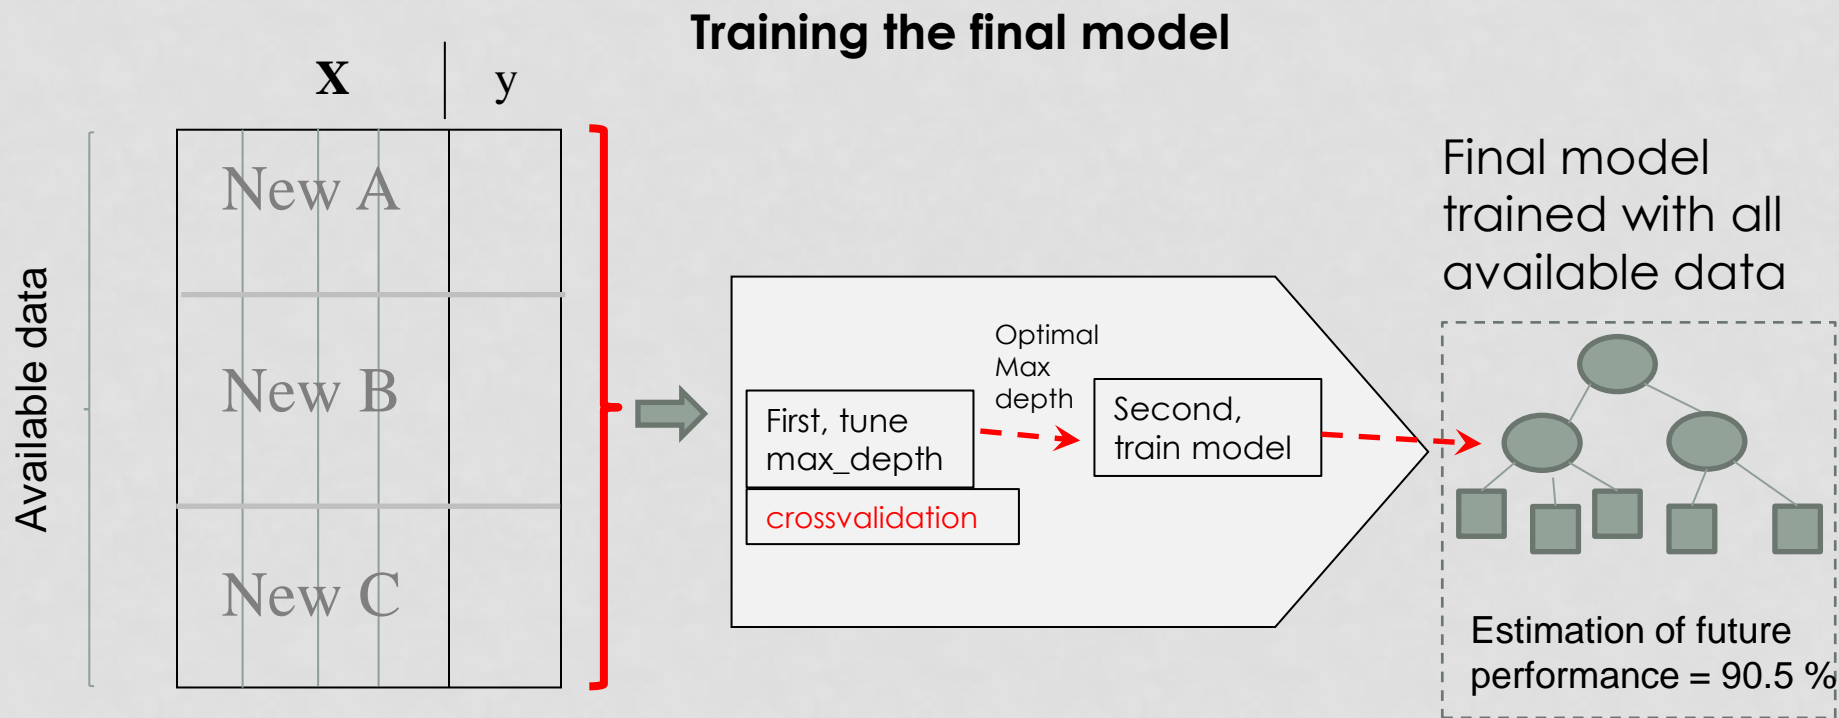 Training the final model
X
y
Available data
New A
New B
New C
First, tune
max_depth
crossvalidation
Optimal
Max
depth
Second,
train model
Final model
trained with all
available data
Estimation of future
performance = 90.5 %